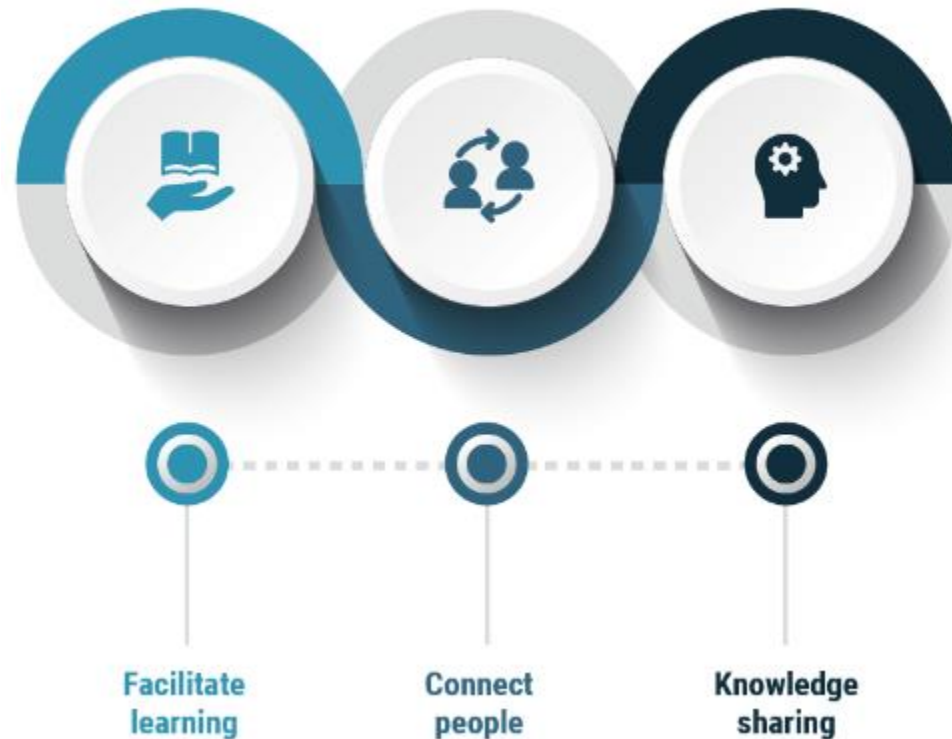 Facilitate
learning
Connect
people
Knowledge
sharing